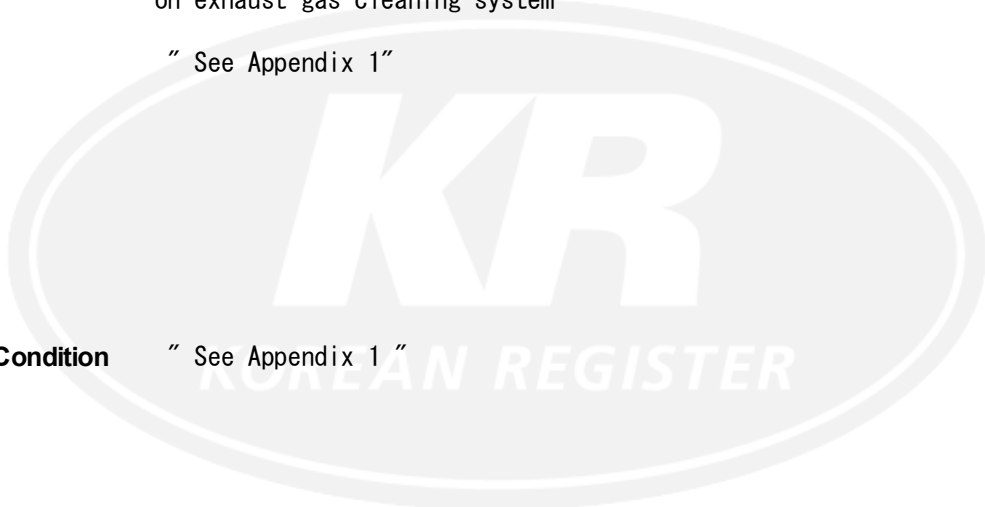 on exhaust gas cleaning system
″ See Appendix 1″
KR
Condition ″ See Appendix 1 ″
KOREAN REGISTER